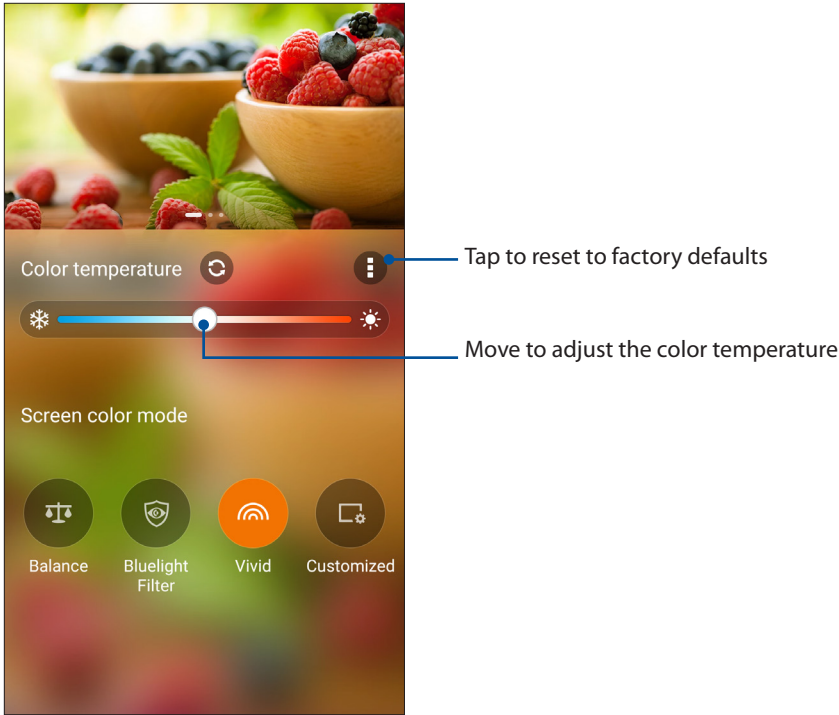 Color temperature
Tap to reset to factory defaults
Move to adjust the color temperature
Screen color mode
Balance
Bluelight
Filter
Vivid
Customized